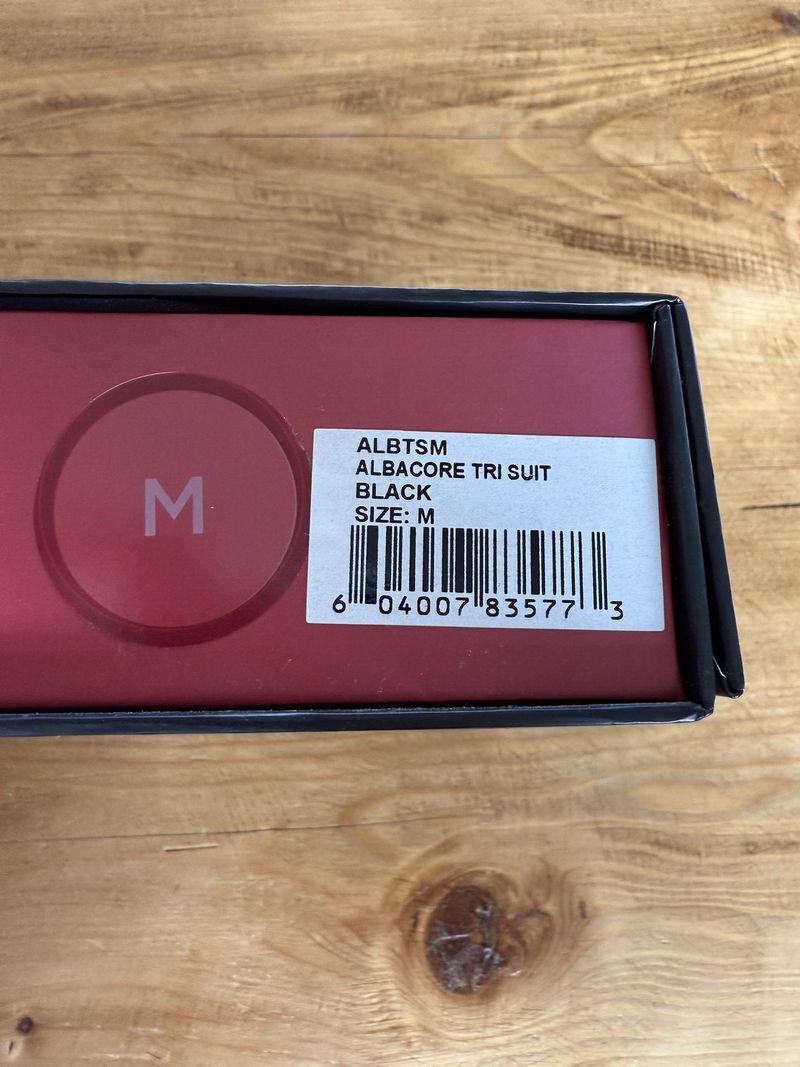 M
ALBTSM
ALBACORE TRI SUIT
BLACK
SIZE: M
6 04007 83577 3